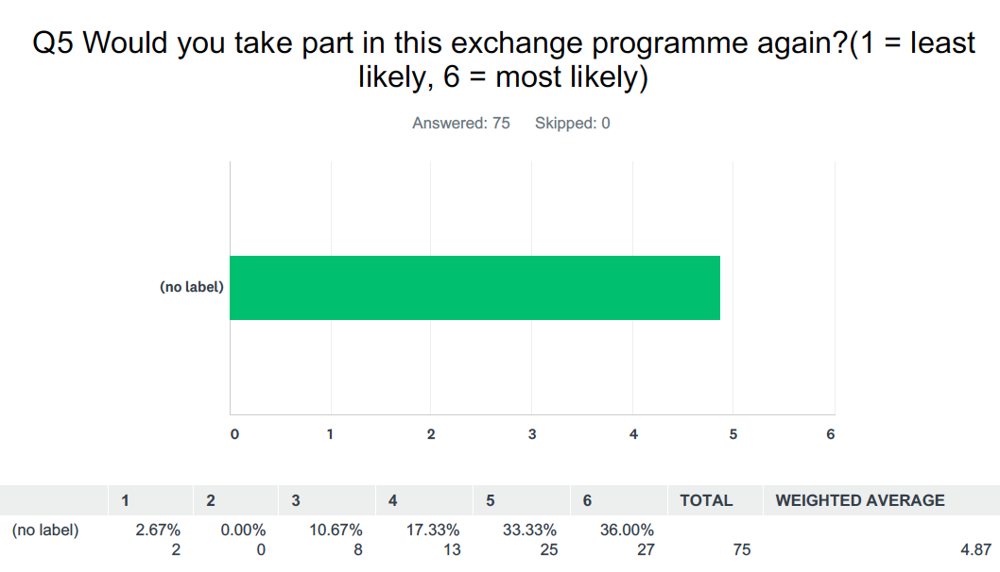 Q5 Would you take part in this exchange programme again?(1 = least
likely, 6 = most likely)
Answered: 75 Skipped: 0
(no label)
0 1 2 3 4 5 6
1 2 3 4 5 6 TOTAL WEIGHTED AVERAGE
(no label) 2.67% 0.00% 10.67% 17.33% 33.33% 36.00%
2 0 8 13 25 27 75 4.87